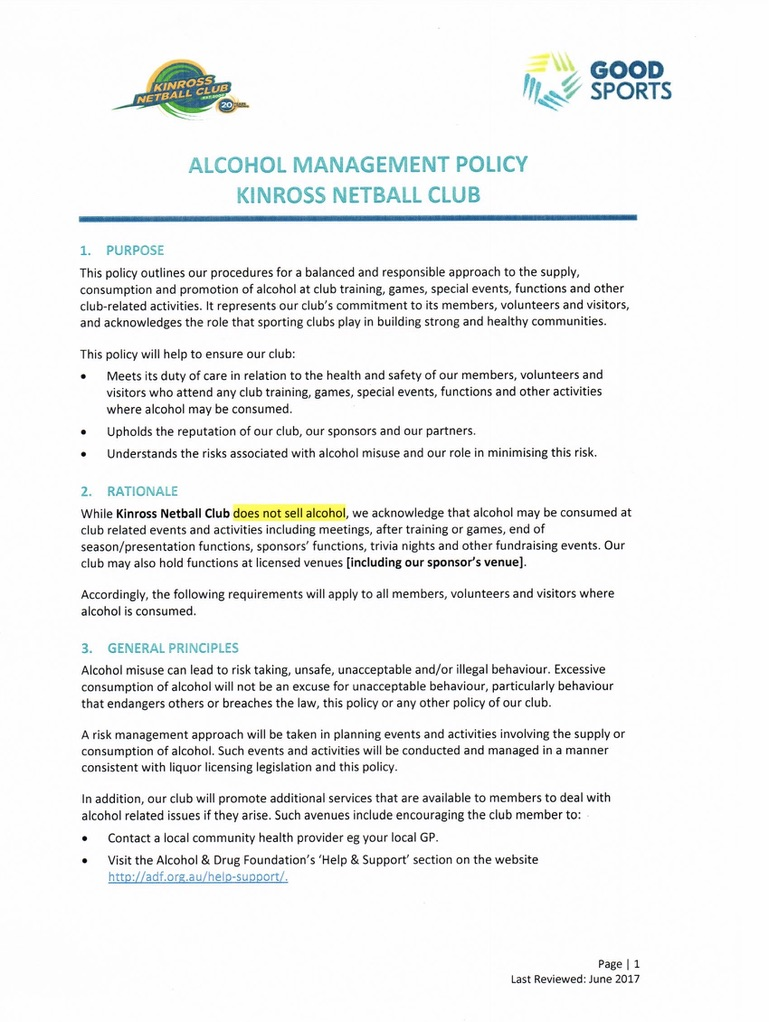 KINROSS
NETBALL CLUB
20
GOOD
SPORTS
ALCOHOL MANAGEMENT POLICY
KINROSS NETBALL CLUB
1. PURPOSE
This policy outlines our procedures for a balanced and responsible approach to the supply,
consumption and promotion of alcohol at club training, games, special events, functions and other
club-related activities. It represents our club's commitment to its members, volunteers and visitors,
and acknowledges the role that sporting clubs play in building strong and healthy communities.
This policy will help to ensure our club:
• Meets its duty of care in relation to the health and safety of our members, volunteers and
visitors who attend any club training, games, special events, functions and other activities
where alcohol may be consumed.
• Upholds the reputation of our club, our sponsors and our partners.
• Understands the risks associated with alcohol misuse and our role in minimising this risk.
2. RATIONALE
While Kinross Netball Club does not sell alcohol, we acknowledge that alcohol may be consumed at
club related events and activities including meetings, after training or games, end of
season/presentation functions, sponsors' functions, trivia nights and other fundraising events. Our
club may also hold functions at licensed venues [including our sponsor's venue].
Accordingly, the following requirements will apply to all members, volunteers and visitors where
alcohol is consumed.
3. GENERAL PRINCIPLES
Alcohol misuse can lead to risk taking, unsafe, unacceptable and/or illegal behaviour. Excessive
consumption of alcohol will not be an excuse for unacceptable behaviour, particularly behaviour
that endangers others or breaches the law, this policy or any other policy of our club.
A risk management approach will be taken in planning events and activities involving the supply or
consumption of alcohol. Such events and activities will be conducted and managed in a manner
consistent with liquor licensing legislation and this policy.
In addition, our club will promote additional services that are available to members to deal with
alcohol related issues if they arise. Such avenues include encouraging the club member to:
• Contact a local community health provider eg your local GP.
• Visit the Alcohol & Drug Foundation's 'Help & Support' section on the website
http://adf.org.au/help-support/.
Page | 1
Last Reviewed: June 2017